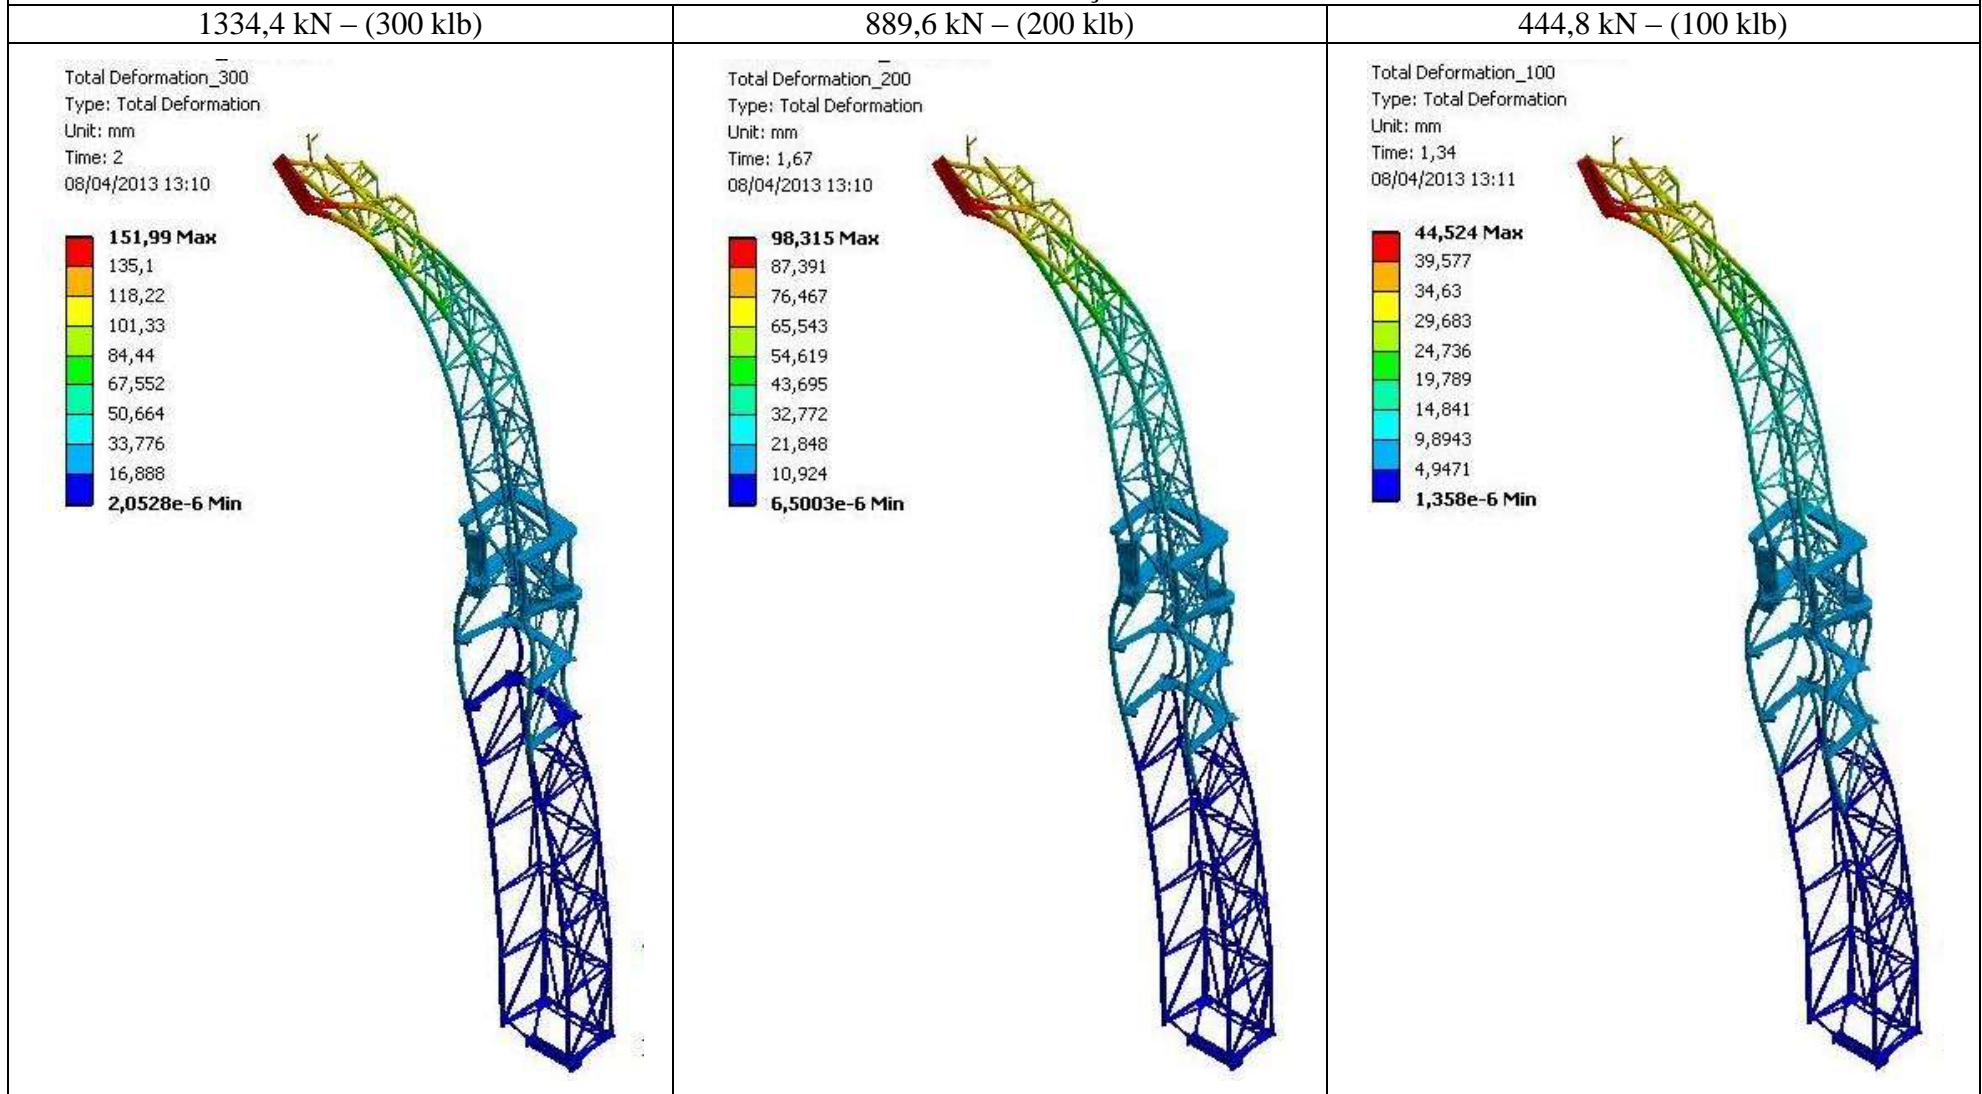 1334,4 kN – (300 klb)
889,6 kN – (200 klb)
444,8 kN – (100 klb)
Total Deformation_300
Type: Total Deformation
Unit: mm
Time: 2
08/04/2013 13:10
151,99 Max
135,1
118,22
101,33
84,44
67,552
50,664
33,776
16,888
2,0528e-6 Min
Total Deformation_200
Type: Total Deformation
Unit: mm
Time: 1,67
08/04/2013 13:10
98,315 Max
87,391
76,467
65,543
54,619
43,695
32,772
21,848
10,924
6,5003e-6 Min
Total Deformation_100
Type: Total Deformation
Unit: mm
Time: 1,34
08/04/2013 13:11
44,524 Max
39,577
34,63
29,683
24,736
19,789
14,841
9,8943
4,9471
1,358e-6 Min